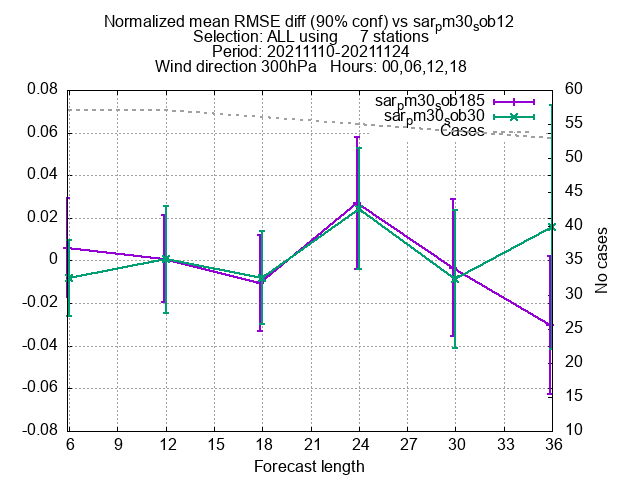 Normalized mean RMSE diff (90% conf) vs sarpm30sob12
Selection: ALL using 7 stations
Period: 20211110-20211124
Wind direction 300hPa Hours: 00,06,12,18
sarpm30sob185
sarpm30sob30
Cases
0.08
0.06
0.04
0.02
0
-0.02
-0.04
-0.06
-0.08
60
55
50
45
40
35
30
25
20
15
10
No cases
6 9 12 15 18 21 24 27 30 33 36
Forecast length